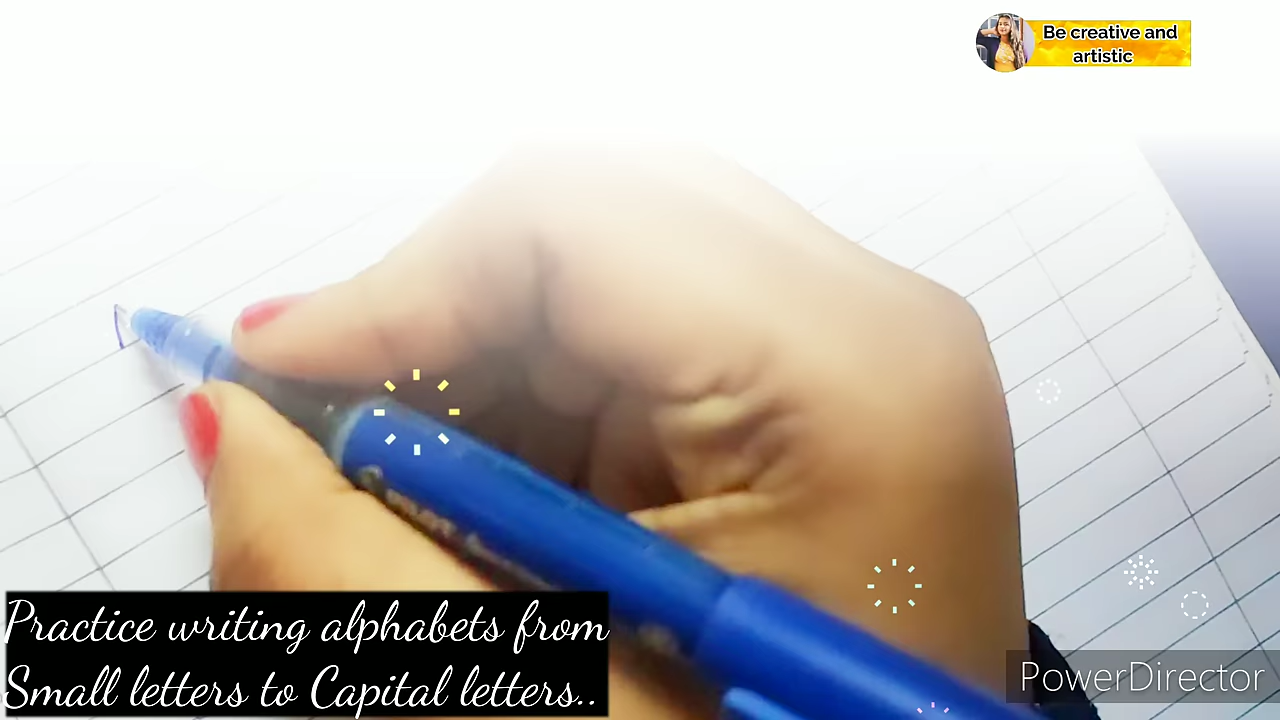 Be creative and
artistic
Practice writing alphabets from
Small letters to Capital letters..
PowerDirector